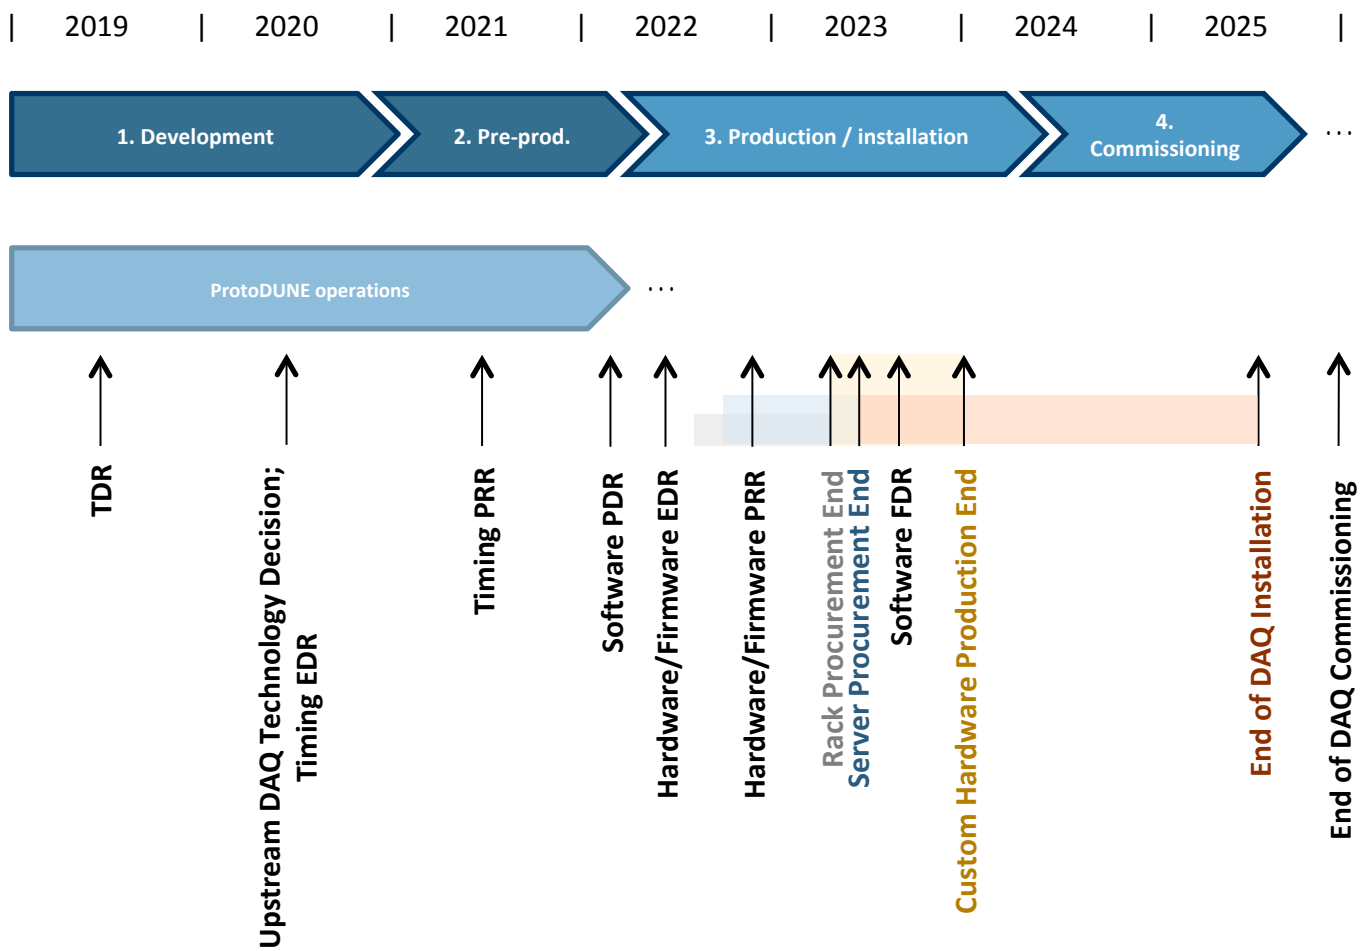 | 2019 | 2020 | 2021 | 2022 | 2023 | 2024 | 2025 |
1. Development
2. Pre-prod.
3. Production / installation
4.
Commissioning
...
ProtoDUNE operations
...
TDR
Upstream DAQ Technology Decision;
Timing EDR
Timing PRR
Software PDR
Hardware/Firmware EDR
Hardware/Firmware PRR
Rack Procurement End
Server Procurement End
Software FDR
Custom Hardware Production End
End of DAQ Installation
End of DAQ Commissioning